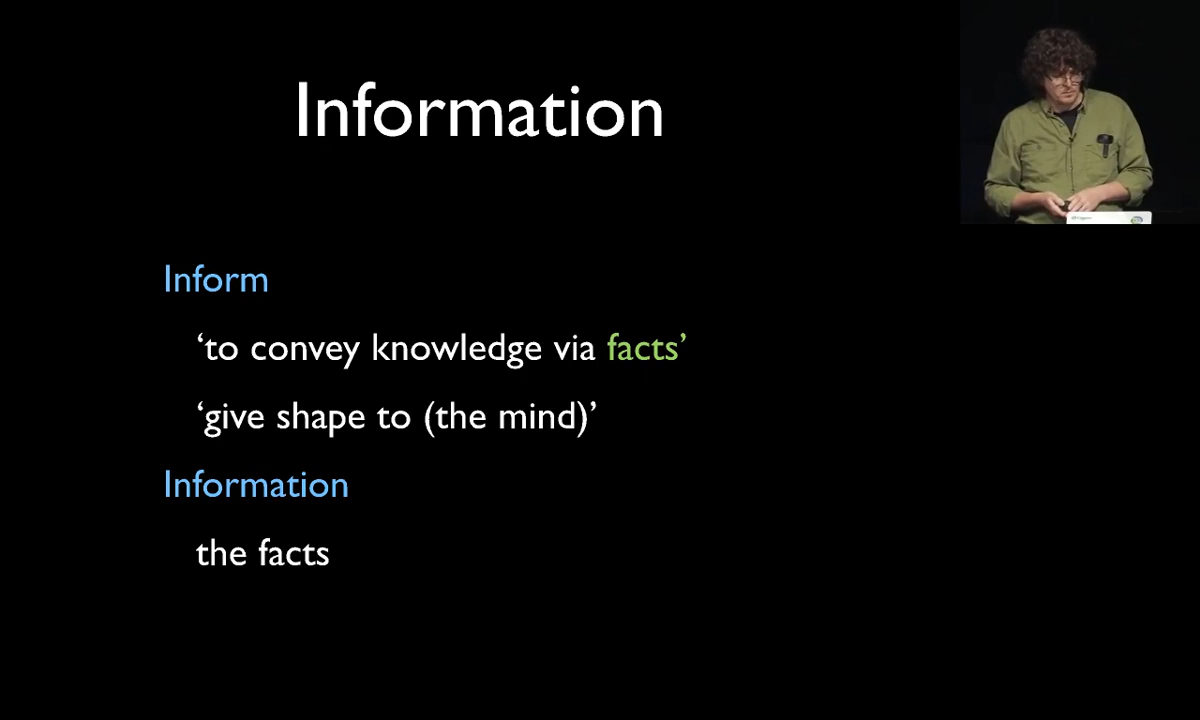 Information
Inform
‘to convey knowledge via facts’
‘give shape to (the mind)’
Information
the facts